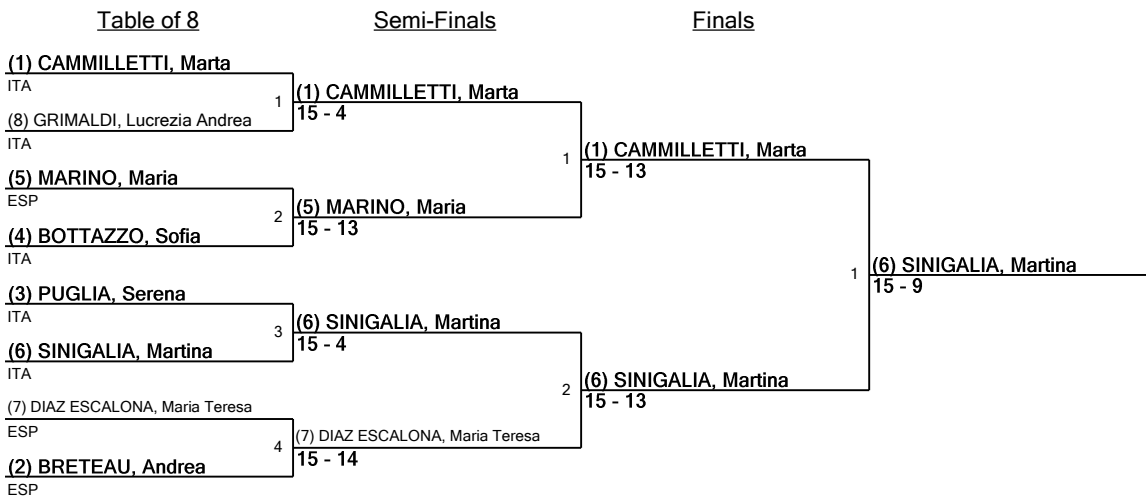 Table of 8
Semi-Finals
Finals
(1) CAMMILLETTI, Marta
ITA
1
(8) GRIMALDI, Lucrezia Andrea
ITA
(5) MARINO, Maria
ESP
2
(4) BOTTAZZO, Sofia
ITA
(3) PUGLIA, Serena
ITA
3
(6) SINIGALIA, Martina
ITA
(7) DIAZ ESCALONA, Maria Teresa
ESP
4
(2) BRETEAU, Andrea
ESP
(1) CAMMILLETTI, Marta
15 - 4
1
(5) MARINO, Maria
15 - 13
(6) SINIGALIA, Martina
15 - 4
2
(7) DIAZ ESCALONA, Maria Teresa
15 - 14
(1) CAMMILLETTI, Marta
15 - 13
1
(6) SINIGALIA, Martina
15 - 13
(6) SINIGALIA, Martina
15 - 9